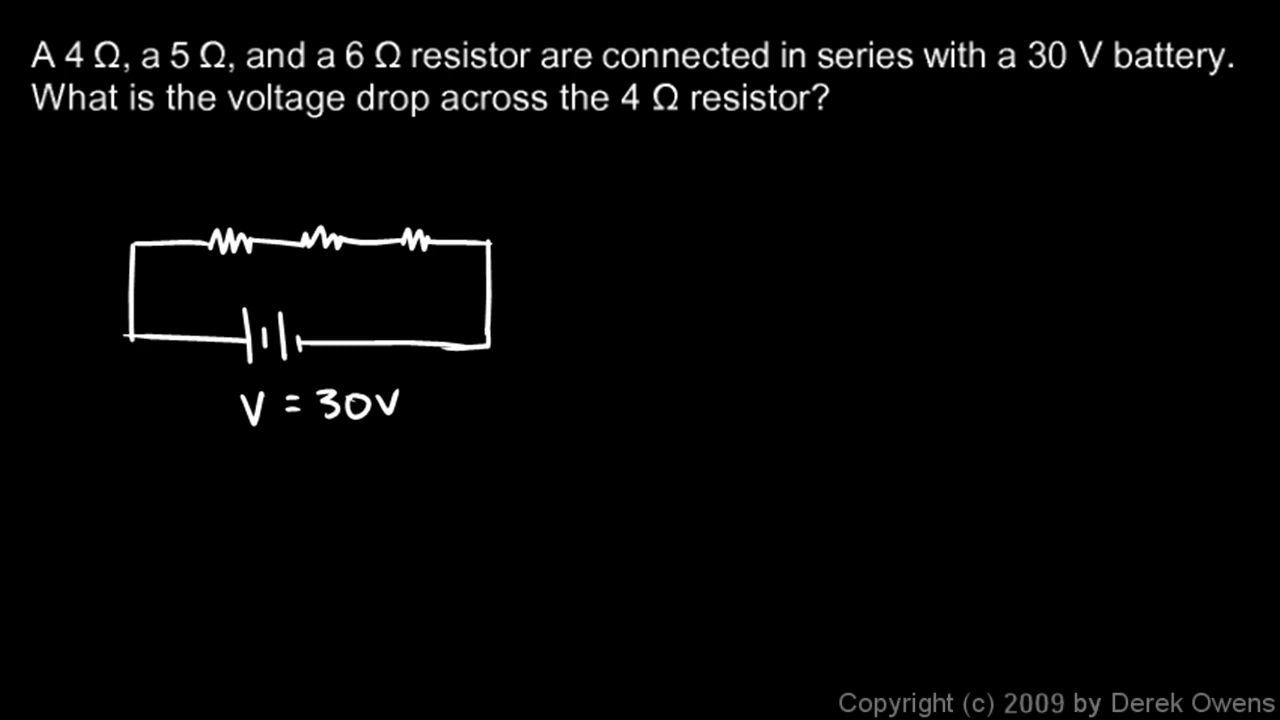 A 4 Ω, a 5 Ω, and a 6 Ω resistor are connected in series with a 30 V battery.
What is the voltage drop across the 4 Ω resistor?
V = 30V
Copyright (c) 2009 by Derek Owens